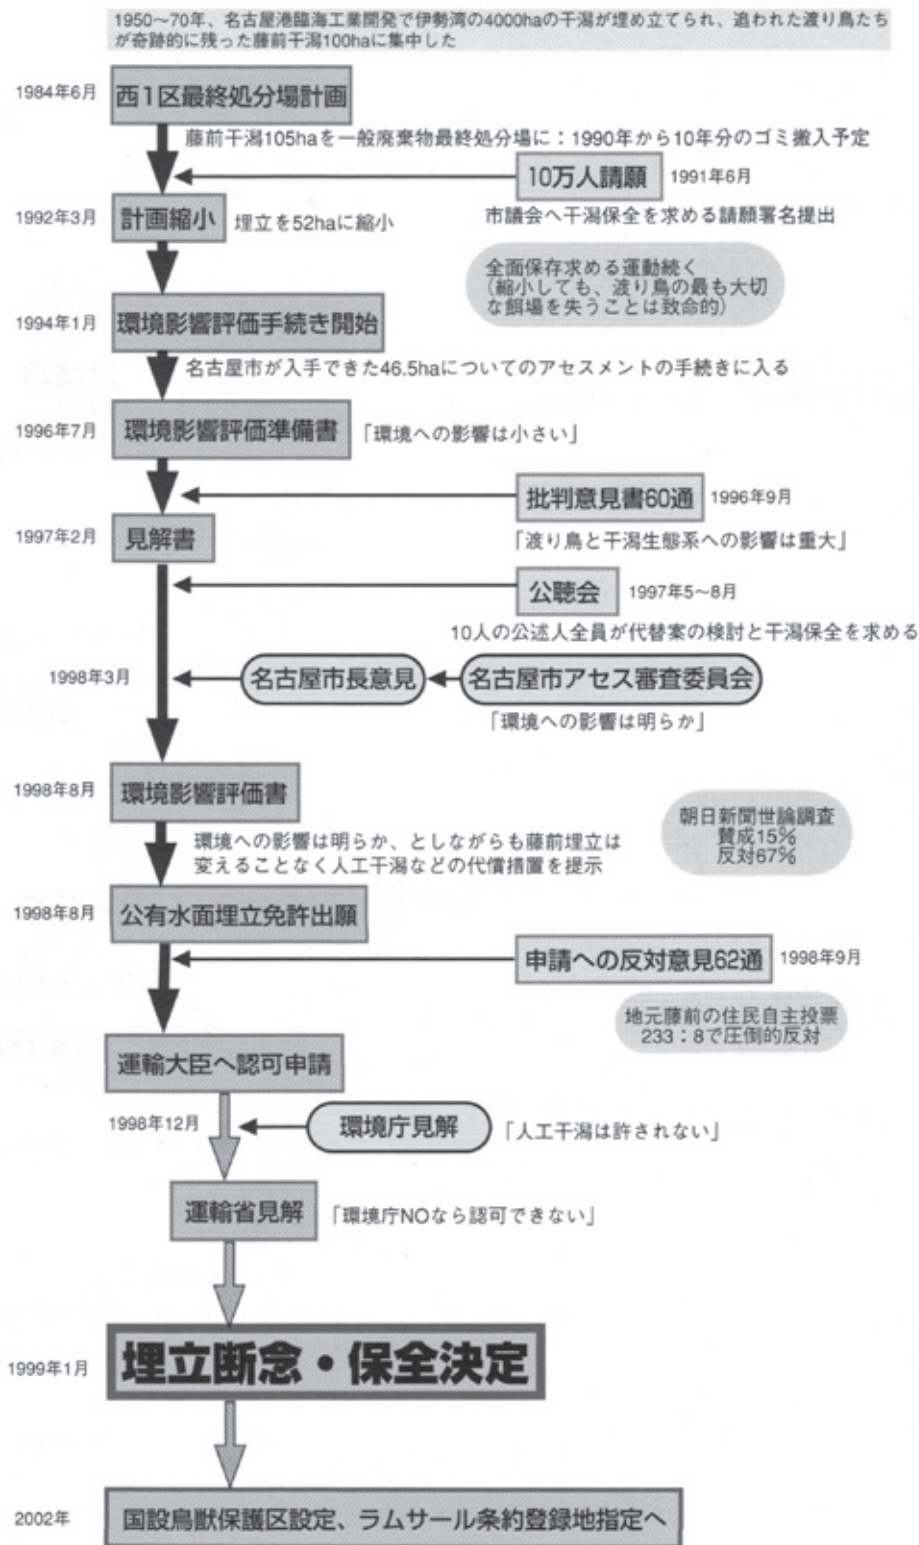 1950〜70年、名古屋港臨海工業開発で伊勢湾の4000haの干潟が埋め立てられ、追われた渡り鳥たち
が奇跡的に残った藤前干潟100haに集中した
1984年6月
西1区最終処分場計画
藤前干潟105haを一般廃棄物最終処分場に：1990年から10年分のゴミ搬入予定
10万人請願
1991年6月
市議会へ干潟保全を求める請願署名提出
1992年3月
計画縮小
埋立を52haに縮小
全面保存求める運動続く
（縮小しても、渡り鳥の最も大切
な餌場を失うことは致命的）
1994年1月
環境影響評価手続き開始
名古屋市が入手できた46.5haについてのアセスメントの手続きに入る
1996年7月
環境影響評価準備書
「環境への影響は小さい」
批判意見書60通
1996年9月
「渡り鳥と干潟生態系への影響は重大」
1997年2月
見解書
公聴会
1997年5〜8月
10人の公述人全員が代替案の検討と干潟保全を求める
1998年3月
名古屋市長意見
名古屋市アセス審査委員会
「環境への影響は明らか」
1998年8月
環境影響評価書
環境への影響は明らか、としながらも藤前埋立は
変えることなく人工干潟などの代償措置を提示
朝日新聞世論調査
賛成15％
反対67％
1998年8月
公有水面埋立免許出願
申請への反対意見62通
1998年9月
地元藤前の住民自主投票
233：8で圧倒的反対
運輸大臣へ認可申請
1998年12月
環境庁見解
「人工干潟は許されない」
運輸省見解
「環境庁NOなら認可できない」
1999年1月
埋立断念・保全決定
2002年
国設鳥獣保護区設定、ラムサール条約登録地指定へ